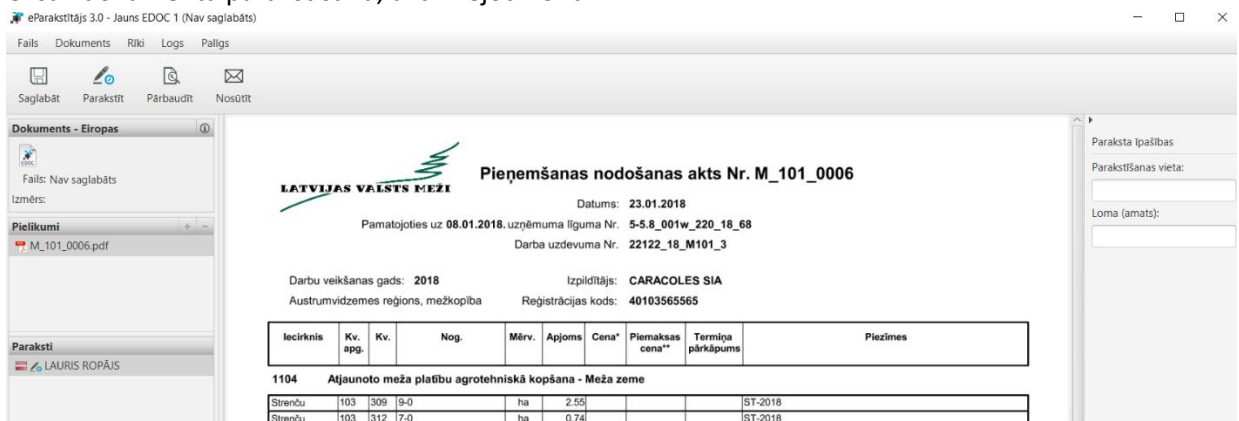 eParakstītājs 3.0 - Jauns EDOC 1 (Nav saglabāts)
Fails Dokuments Rīki Logs Palīgs
Saglabāt Parakstīt Pārbaudīt Nosūtīt
Dokuments - Eiropas
EDOC
Fails: Nav saglabāts
Izmērs:
Pielikumi
M_101_0006.pdf
Paraksti
LAURIS ROPĀJS
LATVIJAS VALSTS MEŽI
Pieņemšanas nodošanas akts Nr. M_101_0006
Datums: 23.01.2018
Pamatojoties uz 08.01.2018. uzņēmuma līguma Nr. 5-5.8_001w_220_18_68
Darba uzdevuma Nr. 22122_18_M101_3
Darbu veikšanas gads: 2018 Izpildītājs: CARACOLES SIA
Austrumvidzemes reģions, mežkopība Reģistrācijas kods: 40103565565
Iecirknis Kv. apg. Kv. Nog. Mērv. Apjoms Cena* Piemaksas cena** Termiņa pārkāpums Piezīmes
1104 Atjaunoto meža platību agrotehniskā kopšana - Meža zeme
Strenču 103 309 9-0 ha 2.55 ST-2018
Strenču 103 312 7-0 ha 0.74 ST-2018
Paraksta īpašības
Parakstīšanas vieta:
Loma (amats):